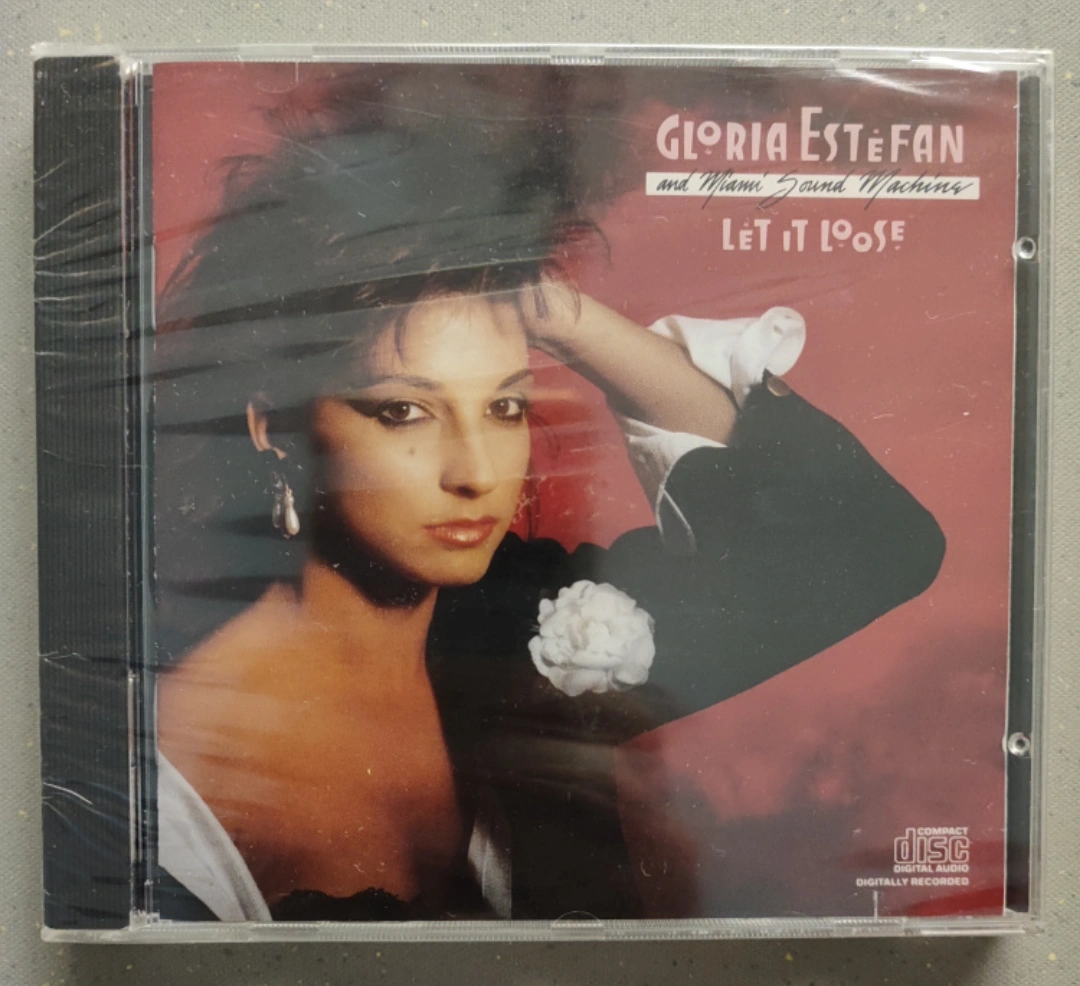 GLORIA ESTEFAN
and Miami Sound Machine
LET IT LOOSE
COMPACT
disc
DIGITAL AUDIO
DIGITALLY RECORDED